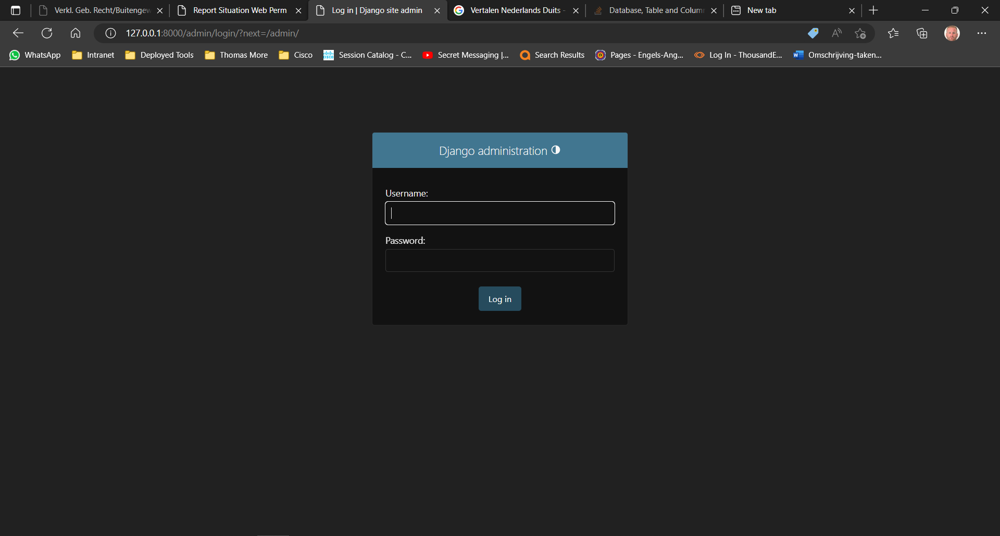 Verkl. Geb. Recht/Buitengew
Report Situation Web Perm
Log in | Django site admin
Vertalen Nederlands Duits -
Database, Table and Colum
New tab
127.0.0.1:8000/admin/login/?next=/admin/
WhatsApp
Intranet
Deployed Tools
Thomas More
Cisco
Session Catalog - C...
Secret Messaging |...
Search Results
Pages - Engels-Ang...
Log In - ThousandE...
Omschrijving-taken...
Django administration
Username:
Password:
Log in